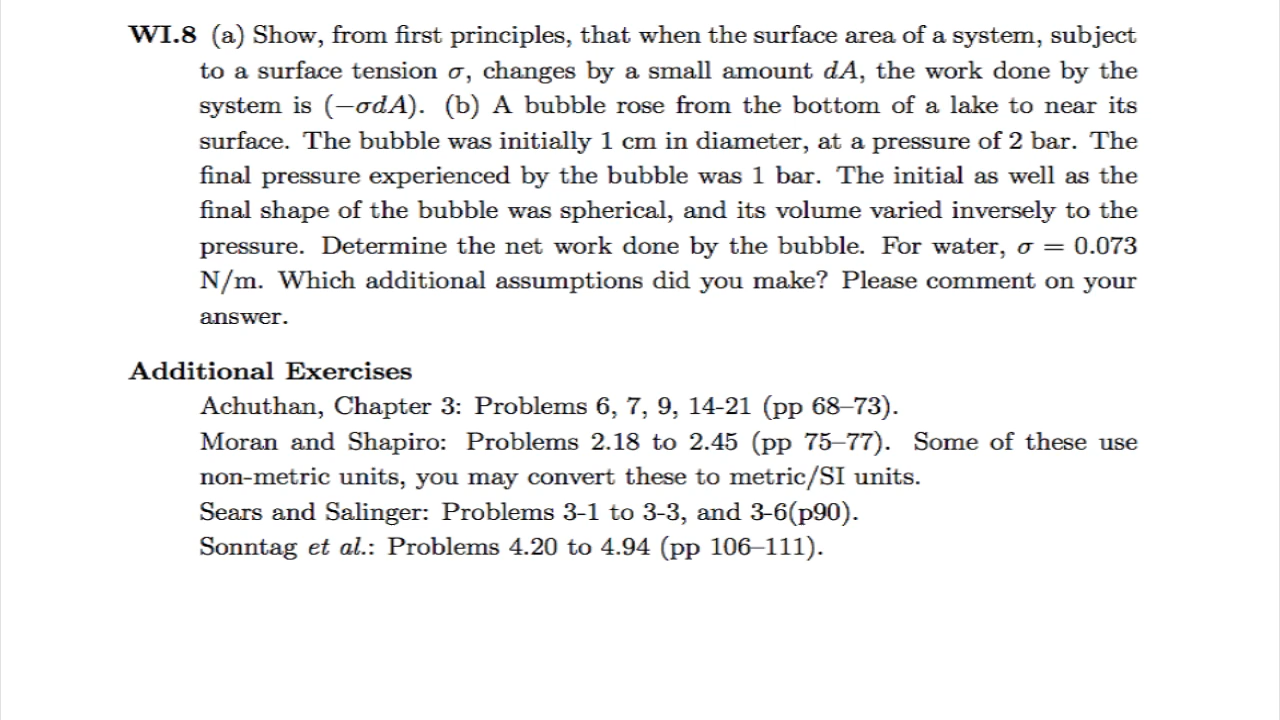 WI.8 (a) Show, from first principles, that when the surface area of a system, subject
to a surface tension σ, changes by a small amount dA, the work done by the
system is (−σdA). (b) A bubble rose from the bottom of a lake to near its
surface. The bubble was initially 1 cm in diameter, at a pressure of 2 bar. The
final pressure experienced by the bubble was 1 bar. The initial as well as the
final shape of the bubble was spherical, and its volume varied inversely to the
pressure. Determine the net work done by the bubble. For water, σ = 0.073
N/m. Which additional assumptions did you make? Please comment on your
answer.
Additional Exercises
Achuthan, Chapter 3: Problems 6, 7, 9, 14-21 (pp 68–73).
Moran and Shapiro: Problems 2.18 to 2.45 (pp 75–77). Some of these use
non-metric units, you may convert these to metric/SI units.
Sears and Salinger: Problems 3-1 to 3-3, and 3-6(p90).
Sonntag et al.: Problems 4.20 to 4.94 (pp 106–111).